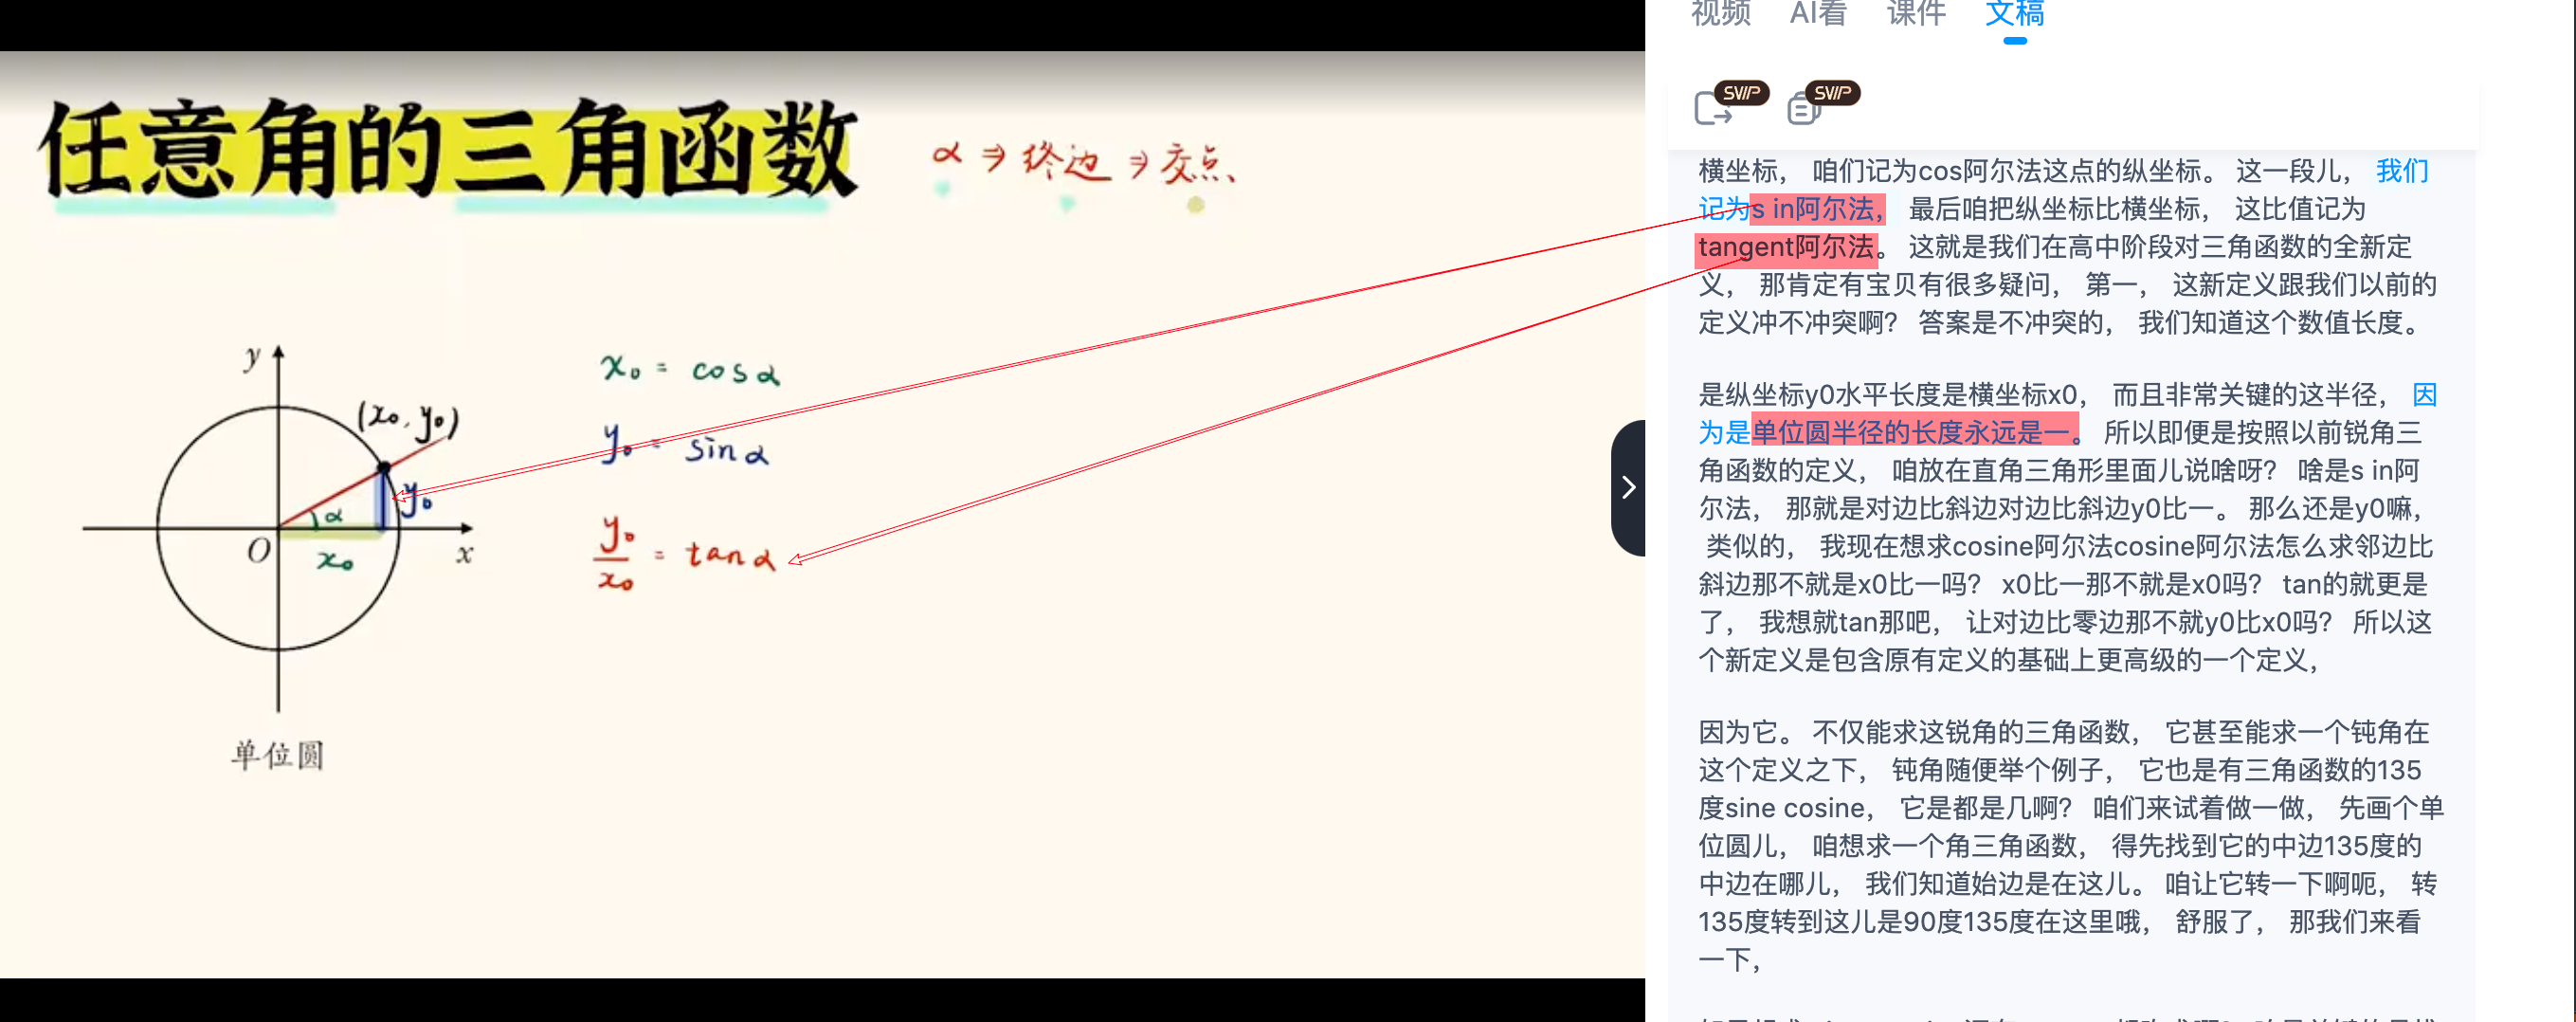 任意角的三角函数
α ⇒ 终边 ⇒ 交点、
y
(x₀, y₀)
α
y₀
O
x₀
x
单位圆
x₀ = cosα
y₀ = sinα
y₀/x₀ = tanα
视频 AI看 课件 文稿
SVIP SVIP
横坐标， 咱们记为cos阿尔法这点的纵坐标。 这一段儿， 我们
记为s in阿尔法， 最后咱把纵坐标比横坐标， 这比值记为
tangent阿尔法。 这就是我们在高中阶段对三角函数的全新定
义， 那肯定有宝贝有很多疑问， 第一， 这新定义跟我们以前的
定义冲不冲突啊？ 答案是不冲突的， 我们知道这个数值长度。
是纵坐标y0水平长度是横坐标x0， 而且非常关键的这半径， 因
为是单位圆半径的长度永远是一。 所以即便是按照以前锐角三
角函数的定义， 咱放在直角三角形里面儿说啥呀？ 啥是s in阿
尔法， 那就是对边比斜边对边比斜边y0比一。 那么还是y0嘛，
类似的， 我现在想求cosine阿尔法cosine阿尔法怎么求邻边比
斜边那不就是x0比一吗？ x0比一那不就是x0吗？ tan的就更是
了， 我想就tan那吧， 让对边比零边那不就y0比x0吗？ 所以这
个新定义是包含原有定义的基础上更高级的一个定义，
因为它。 不仅能求这锐角的三角函数， 它甚至能求一个钝角在
这个定义之下， 钝角随便举个例子， 它也是有三角函数的135
度sine cosine， 它是都是几啊？ 咱们来试着做一做， 先画个单
位圆儿， 咱想求一个角三角函数， 得先找到它的中边135度的
中边在哪儿， 我们知道始边是在这儿。 咱让它转一下啊呃， 转
135度转到这儿是90度135度在这里哦， 舒服了， 那我们来看
一下，